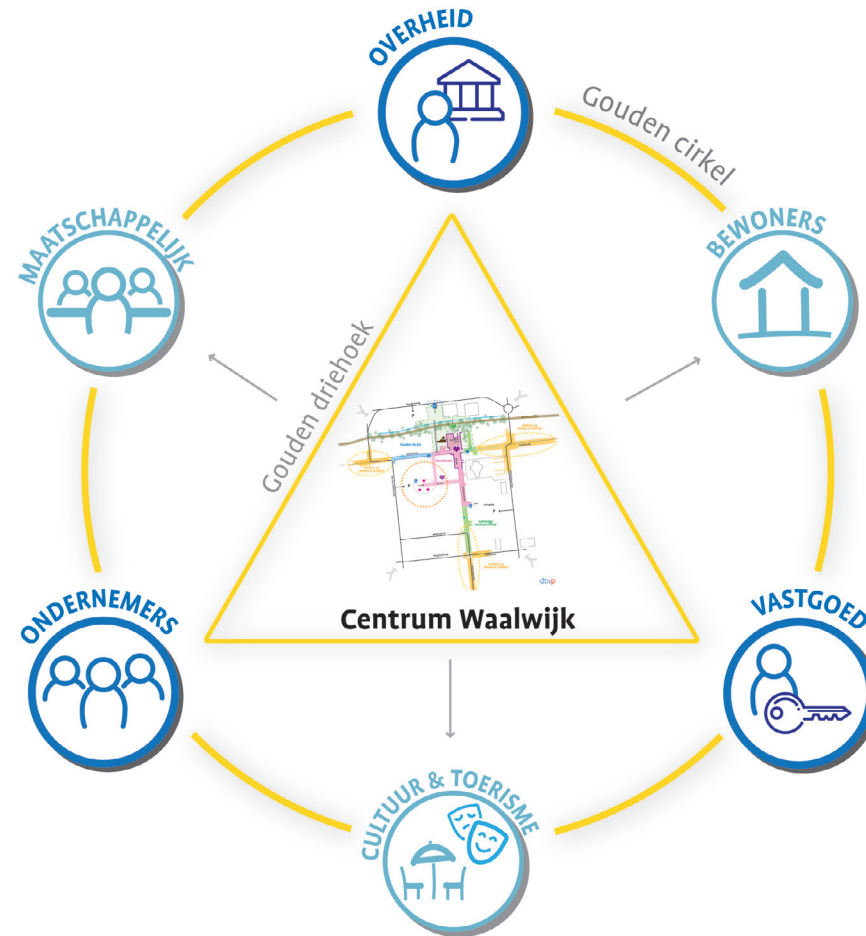 OVERHEID
Gouden cirkel
MAATSCHAPPELIJK
BEWONERS
Gouden driehoek
Centrum Waalwijk
ONDERNEMERS
VASTGOED
CULTUUR & TOERISME